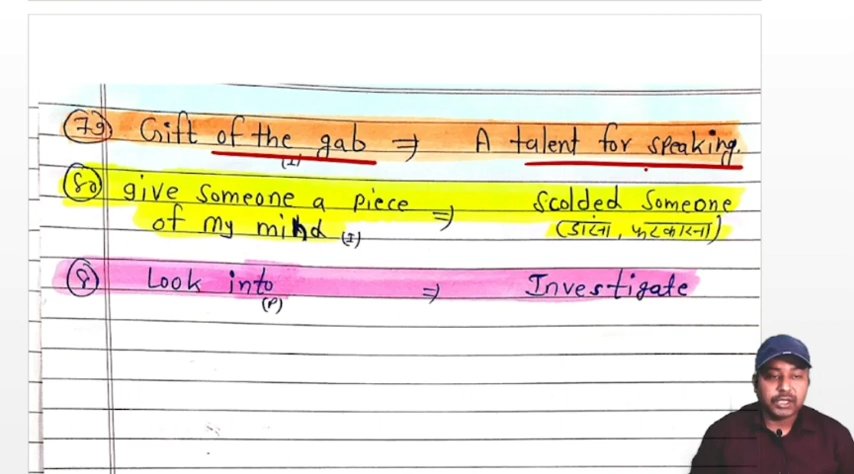 79 Gift of the gab ⇒ A talent for speaking.
(I)
80 give someone a piece ⇒ Scolded Someone
of my mind (I) (डांटना, फटकारना)
Look into ⇒ Investigate
(P)